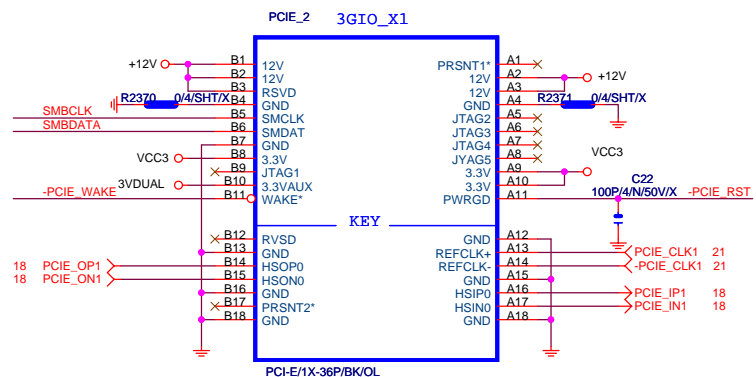 PCIE_2 3GIO_X1
+12V B1 12V PRSNT1* A1
B2 12V 12V A2 +12V
B3 RSVD 12V A3
R2370 0/4/SHT/X B4 GND GND A4 R2371 0/4/SHT/X
SMBCLK B5 SMCLK JTAG2 A5
SMBDATA B6 SMDAT JTAG3 A6
B7 GND JTAG4 A7
VCC3 B8 3.3V JYAG5 A8 VCC3
B9 JTAG1 3.3V A9
3VDUAL B10 3.3VAUX 3.3V A10 C22
100P/4/N/50V/X
-PCIE_WAKE B11 WAKE* PWRGD A11 -PCIE_RST
KEY
B12 RVSD GND A12
B13 GND REFCLK+ A13 PCIE_CLK1 21
18 PCIE_OP1 B14 HSOP0 REFCLK- A14 -PCIE_CLK1 21
18 PCIE_ON1 B15 HSON0 GND A15
B16 GND HSIP0 A16 PCIE_IP1 18
B17 PRSNT2* HSIN0 A17 PCIE_IN1 18
B18 GND GND A18
PCI-E/1X-36P/BK/OL